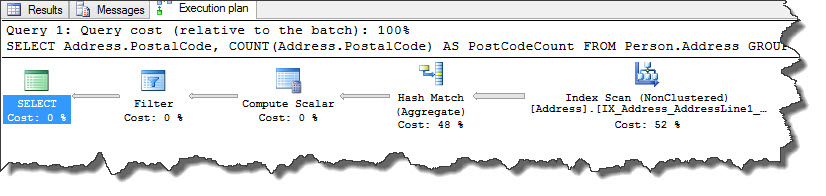 Results Messages Execution plan
Query 1: Query cost (relative to the batch): 100%
SELECT Address.PostalCode, COUNT(Address.PostalCode) AS PostCodeCount FROM Person.Address GROU
SELECT
Cost: 0 %
Filter
Cost: 0 %
Compute Scalar
Cost: 0 %
Hash Match
(Aggregate)
Cost: 48 %
Index Scan (NonClustered)
[Address].[IX_Address_AddressLine1_…
Cost: 52 %